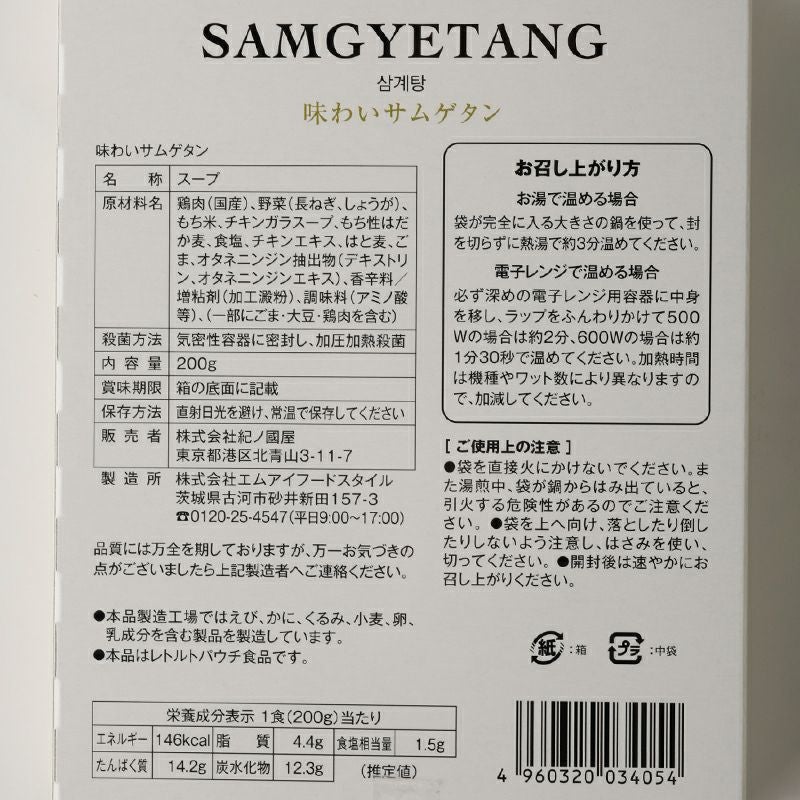 SAMGYETANG
삼계탕
味わいサムゲタン
味わいサムゲタン
名称 スープ
原材料名 鶏肉(国産)、野菜(長ねぎ、しょうが)、
もち米、チキンガラスープ、もち性はだ
か麦、食塩、チキンエキス、はと麦、ご
ま、オタネニンジン抽出物(デキストリ
ン、オタネニンジンエキス)、香辛料/
増粘剤(加工澱粉)、調味料(アミノ酸
等)、(一部にごま・大豆・鶏肉を含む)
殺菌方法 気密性容器に密封し、加圧加熱殺菌
内容量 200g
賞味期限 箱の底面に記載
保存方法 直射日光を避け、常温で保存してください
販売者 株式会社紀ノ國屋
東京都港区北青山3-11-7
製造所 株式会社エムアイフードスタイル
茨城県古河市砂井新田157-3
☎0120-25-4547(平日9:00~17:00)
品質には万全を期しておりますが、万一お気づきの
点がございましたら上記製造者へご連絡ください。
●本品製造工場ではえび、かに、くるみ、小麦、卵、
乳成分を含む製品を製造しています。
●本品はレトルトパウチ食品です。
栄養成分表示 1食(200g)当たり
エネルギー 146kcal 脂質 4.4g 食塩相当量 1.5g
たんぱく質 14.2g 炭水化物 12.3g (推定値)
お召し上がり方
お湯で温める場合
袋が完全に入る大きさの鍋を使って、封
を切らずに熱湯で約3分温めてください。
電子レンジで温める場合
必ず深めの電子レンジ用容器に中身
を移し、ラップをふんわりかけて500
Wの場合は約2分、600Wの場合は約
1分30秒で温めてください。加熱時間
は機種やワット数により異なりますの
で、加減してください。
[ご使用上の注意]
●袋を直接火にかけないでください。ま
た湯煎中、袋が鍋からはみ出ていると、
引火する危険性があるのでご注意くだ
さい。●袋を上へ向け、落としたり倒し
たりしないよう注意し、はさみを使い、
切ってください。●開封後は速やかにお
召し上がりください。
紙:箱 プラ:中袋
4 960320 034054